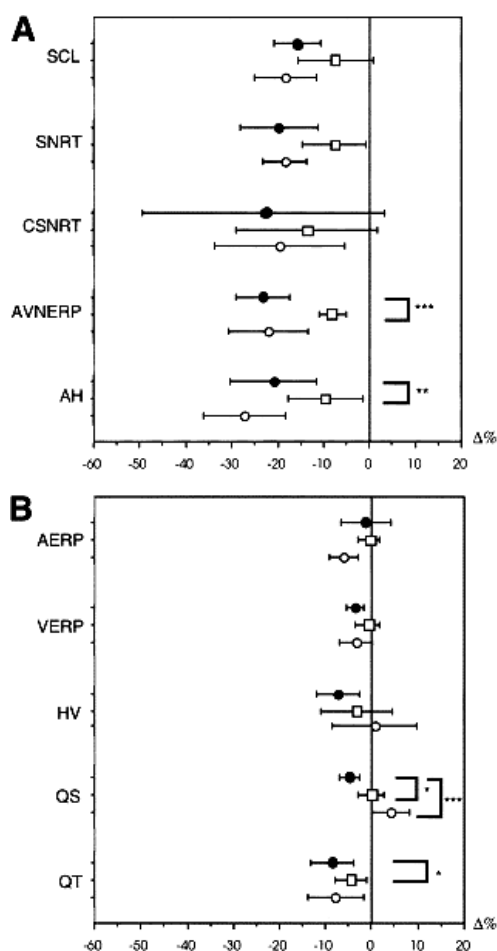 A
SCL
SNRT
CSNRT
AVNERP
***
AH
**
Δ%
-60 -50 -40 -30 -20 -10 0 10 20
B
AERP
VERP
HV
QS
*
***
QT
*
Δ%
-60 -50 -40 -30 -20 -10 0 10 20